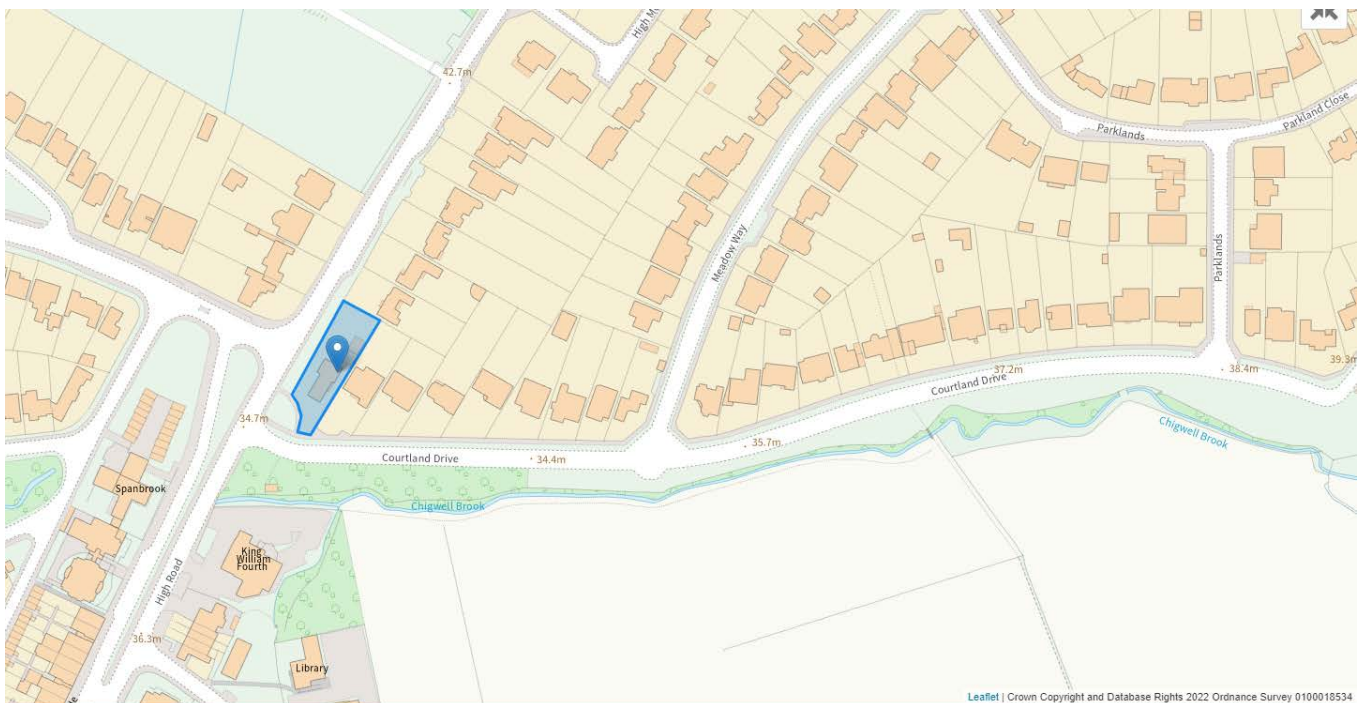 High M
42.7m
Parkland Close
Parklands
Meadow Way
Parklands
39.3m
37.2m
38.4m
Courtland Drive
34.7m
35.7m
Chigwell Brook
Courtland Drive
34.4m
Spanbrook
Chigwell Brook
King
William
Fourth
High Road
36.3m
Library
Leaflet | Crown Copyright and Database Rights 2022 Ordnance Survey 0100018534